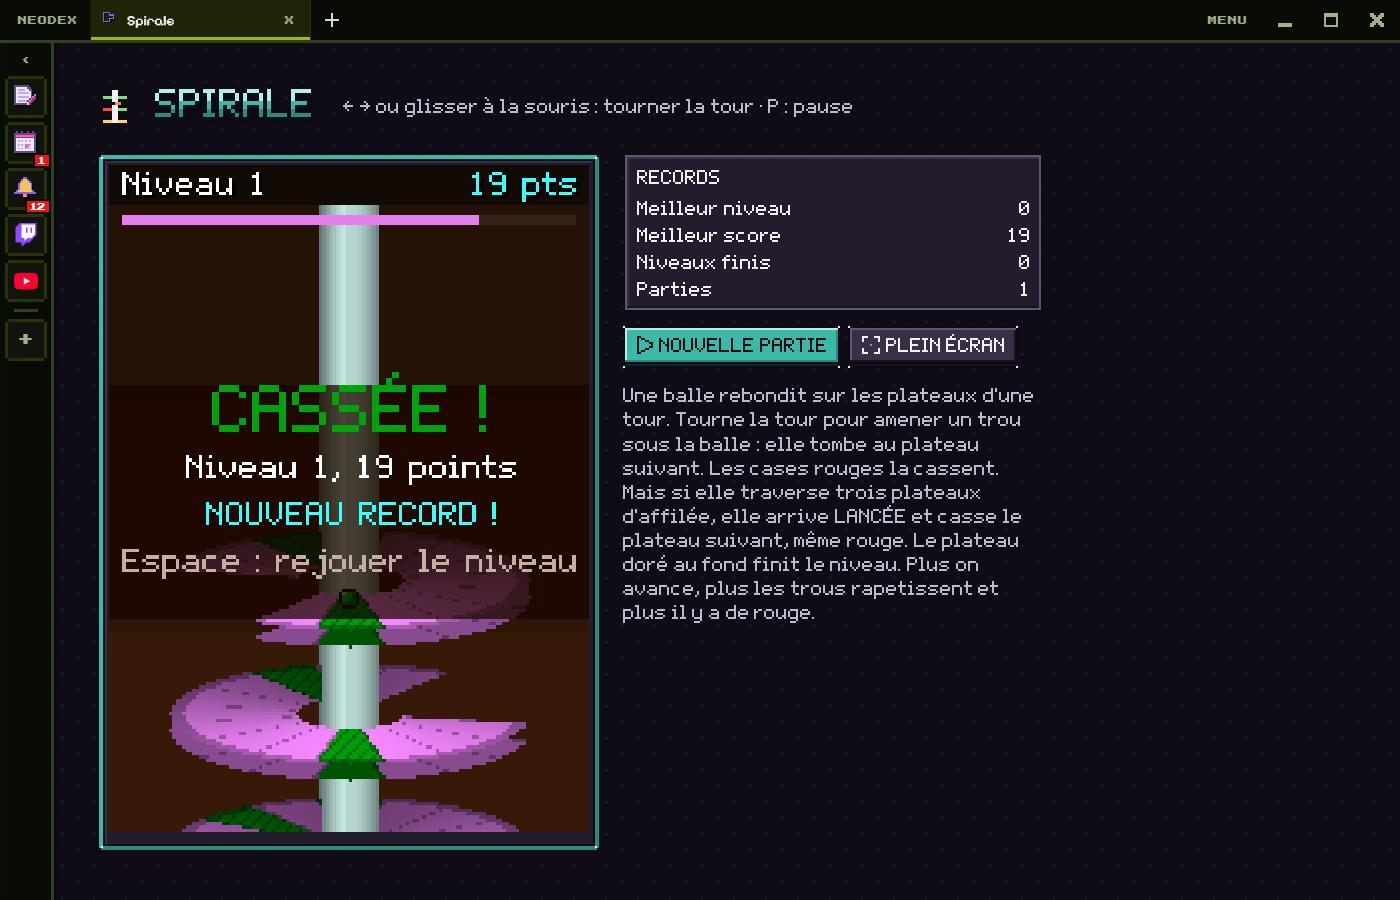 NEODEX
Spirale
MENU
1
12
SPIRALE
← → ou glisser à la souris : tourner la tour · P : pause
Niveau 1
19 pts
CASSÉE !
Niveau 1, 19 points
NOUVEAU RECORD !
Espace : rejouer le niveau
RECORDS
Meilleur niveau 0
Meilleur score 19
Niveaux finis 0
Parties 1
NOUVELLE PARTIE
PLEIN ÉCRAN
Une balle rebondit sur les plateaux d'une
tour. Tourne la tour pour amener un trou
sous la balle : elle tombe au plateau
suivant. Les cases rouges la cassent.
Mais si elle traverse trois plateaux
d'affilée, elle arrive LANCÉE et casse le
plateau suivant, même rouge. Le plateau
doré au fond finit le niveau. Plus on
avance, plus les trous rapetissent et
plus il y a de rouge.